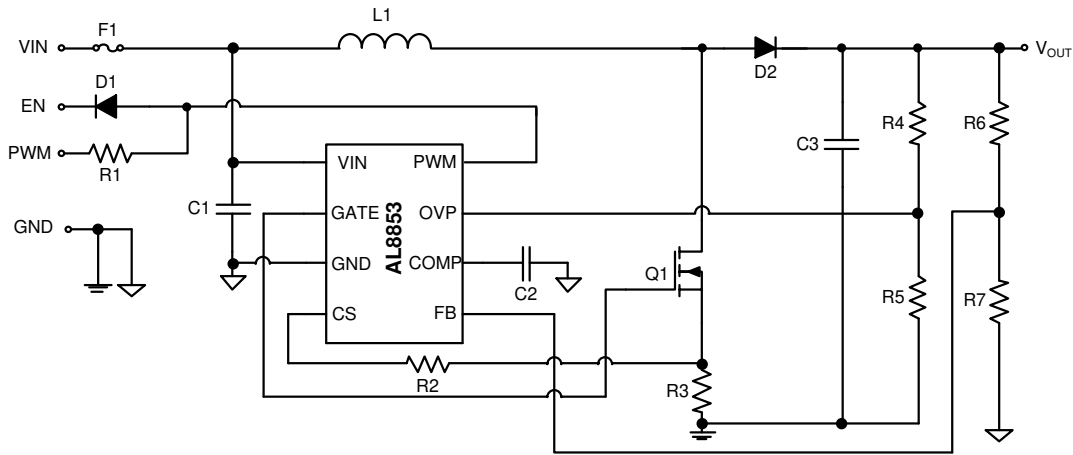 F1
L1
VIN
VOUT
D2
D1
EN
R4
R6
PWM
R1
C3
VIN
PWM
C1
GATE
OVP
GND
AL8853
GND
COMP
C2
Q1
R5
R7
CS
FB
R2
R3